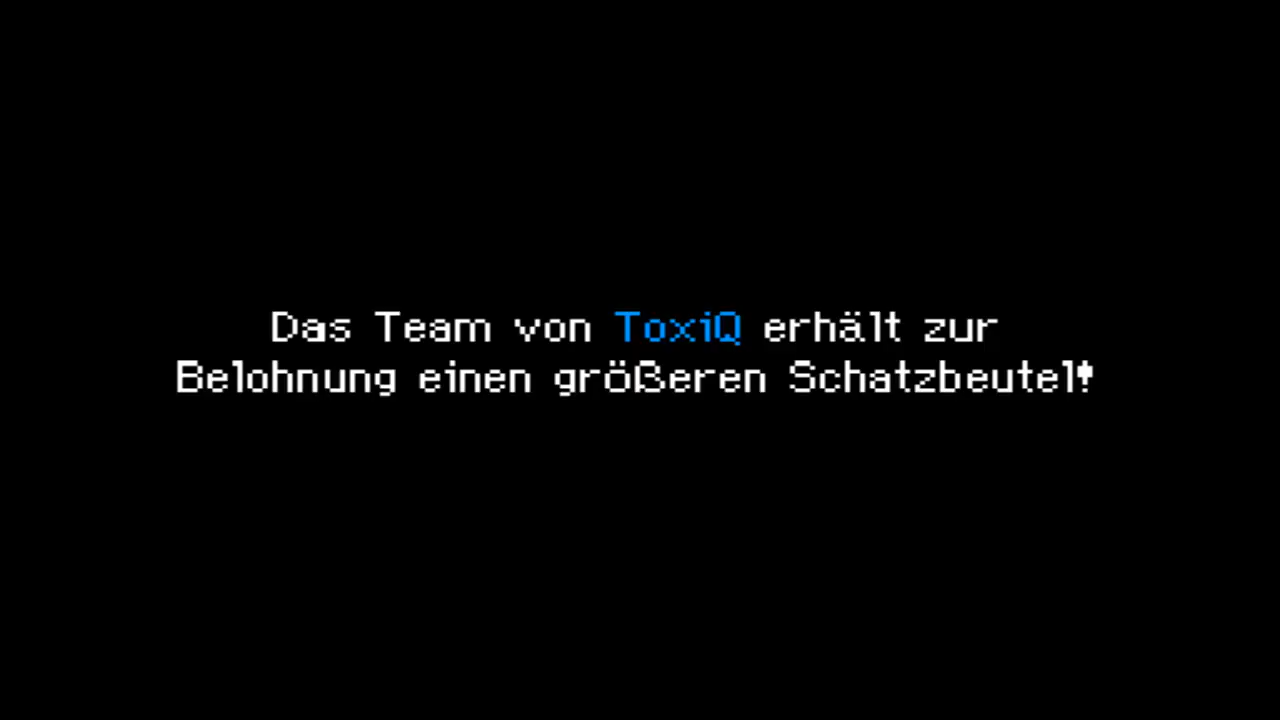 Das Team von ToxiQ erhält zur
Belohnung einen größeren Schatzbeutel!